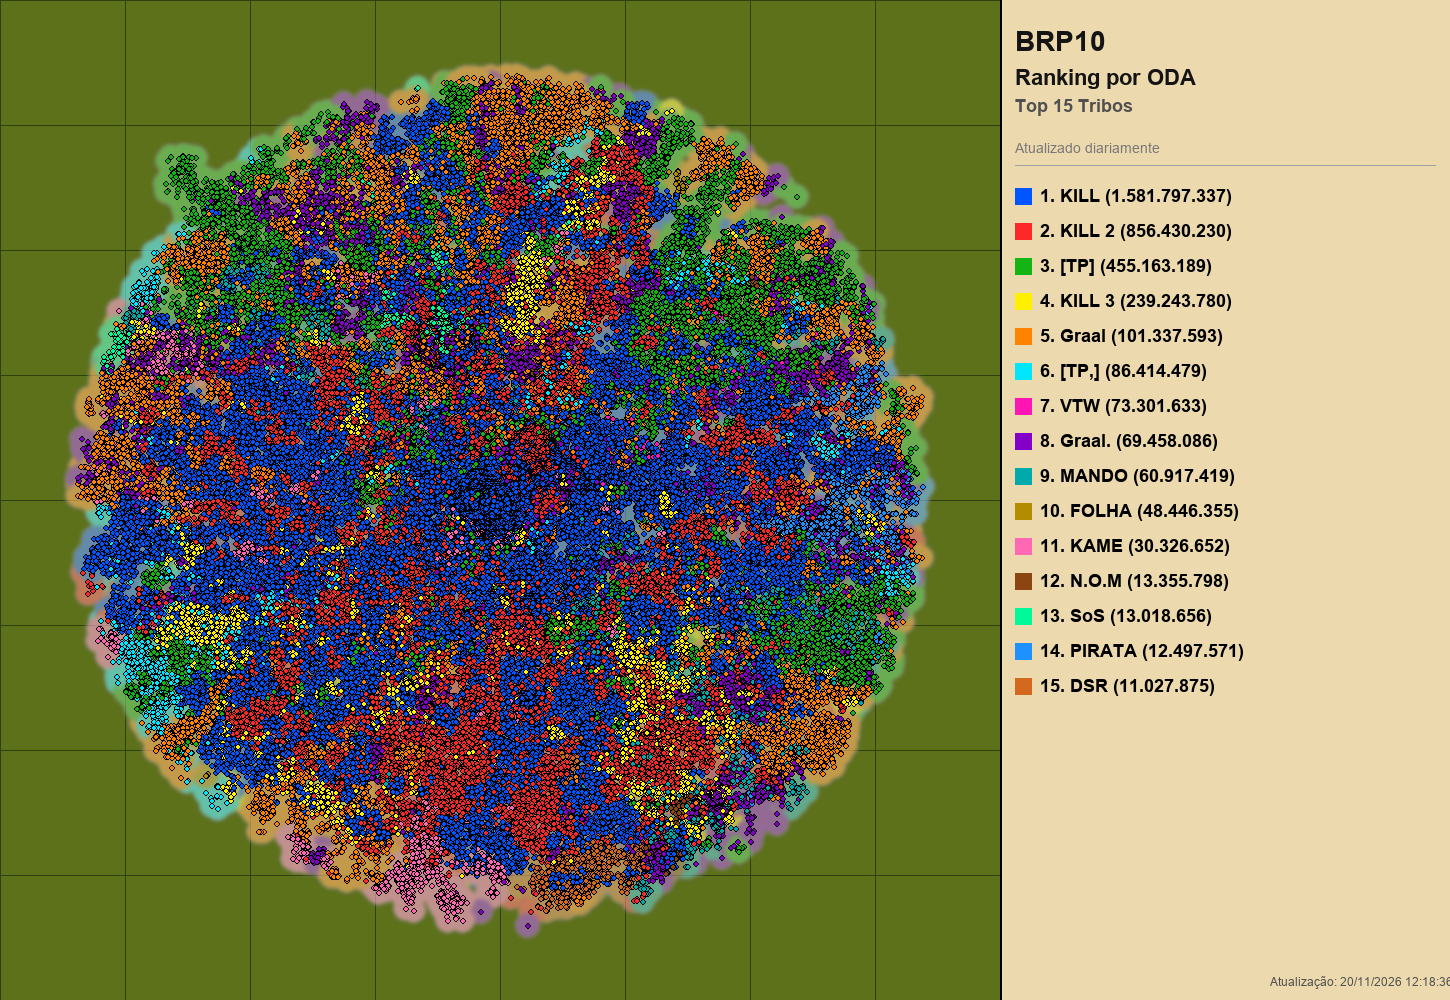 BRP10
Ranking por ODA
Top 15 Tribos
Atualizado diariamente
1. KILL (1.581.797.337)
2. KILL 2 (856.430.230)
3. [TP] (455.163.189)
4. KILL 3 (239.243.780)
5. Graal (101.337.593)
6. [TP,] (86.414.479)
7. VTW (73.301.633)
8. Graal. (69.458.086)
9. MANDO (60.917.419)
10. FOLHA (48.446.355)
11. KAME (30.326.652)
12. N.O.M (13.355.798)
13. SoS (13.018.656)
14. PIRATA (12.497.571)
15. DSR (11.027.875)
Atualização: 20/11/2026 12:18:36